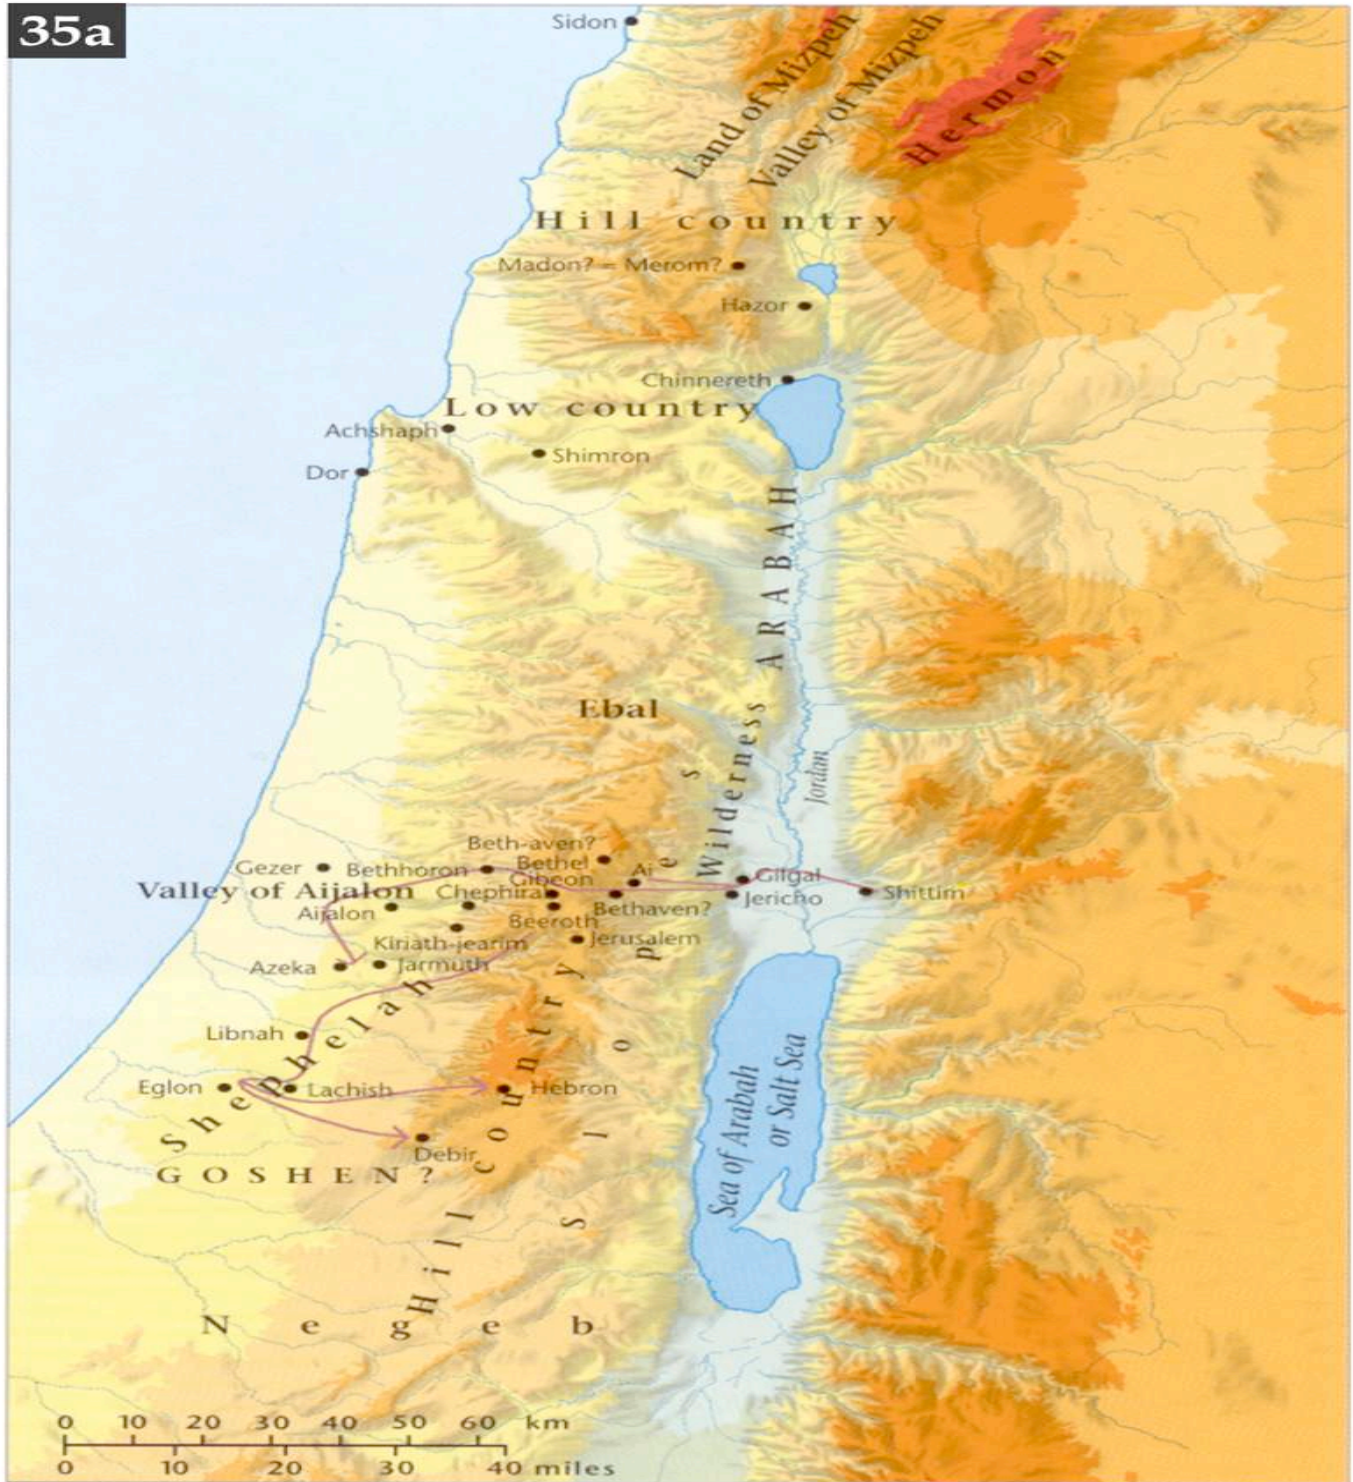 35a
Sidon
Land of Mizpeh
Valley of Mizpeh
Hermon
Hill country
Madon? = Merom?
Hazor
Chinnereth
Low country
Achshaph
Shimron
Dor
ARABAH
Ebal
Wilderness
Jordan
Beth-aven?
Gezer
Bethhoron
Bethel
Ai
Gibeon
Gilgal
Valley of Aijalon
Chephira
Shittim
Jericho
Aijalon
Bethaven?
Beeroth
Kiriath-jearim
Jerusalem
Azeka
Jarmuth
Libnah
Shephelah
Hill country
Slopes
Eglon
Lachish
Hebron
Sea of Arabah
or Salt Sea
Debir
GOSHEN?
Negeb
0 10 20 30 40 50 60 km
0 10 20 30 40 miles